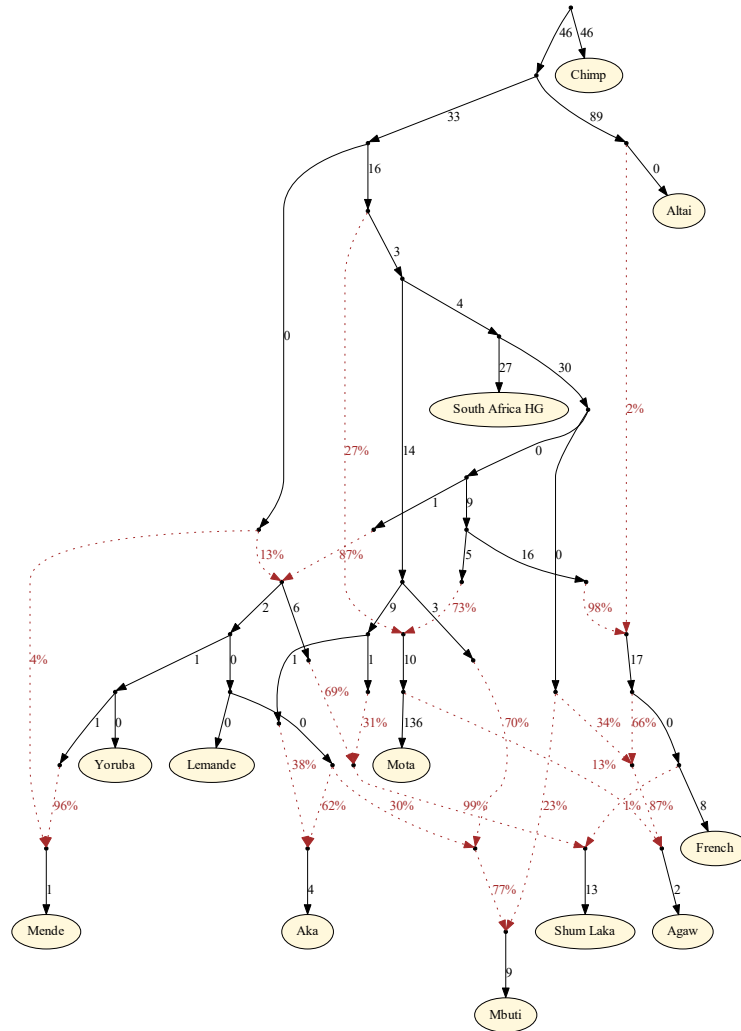 46 46
Chimp
33 89
16 0
Altai
3
4
0 27 30
South Africa HG
2%
27% 14 0
1 9
13% 87% 5 16 0
2 6 9 3 73% 98%
4% 1 0 1 1 10 17
69% 31% 70% 34% 66% 0
1 0 0 0 136
Yoruba Lemande Mota
38% 13%
96% 62% 30% 99% 23% 1% 87% 8
French
77%
1 4 13 2
Mende Aka Shum Laka Agaw
9
Mbuti